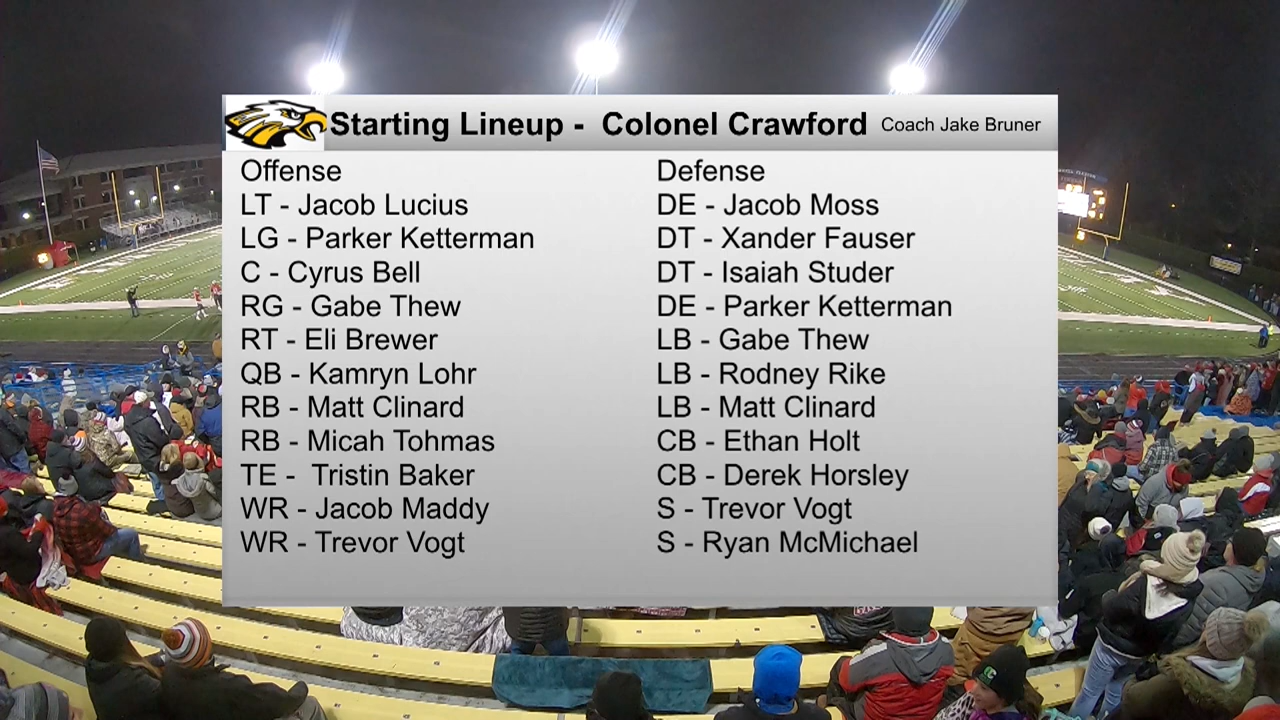 Starting Lineup - Colonel Crawford Coach Jake Bruner
Offense
LT - Jacob Lucius
LG - Parker Ketterman
C - Cyrus Bell
RG - Gabe Thew
RT - Eli Brewer
QB - Kamryn Lohr
RB - Matt Clinard
RB - Micah Tohmas
TE - Tristin Baker
WR - Jacob Maddy
WR - Trevor Vogt
Defense
DE - Jacob Moss
DT - Xander Fauser
DT - Isaiah Studer
DE - Parker Ketterman
LB - Gabe Thew
LB - Rodney Rike
LB - Matt Clinard
CB - Ethan Holt
CB - Derek Horsley
S - Trevor Vogt
S - Ryan McMichael